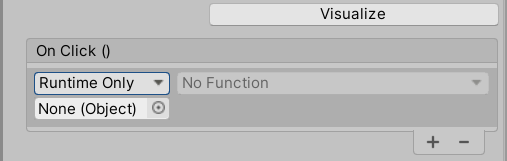 Visualize
On Click ()
Runtime Only No Function
None (Object)
+ −